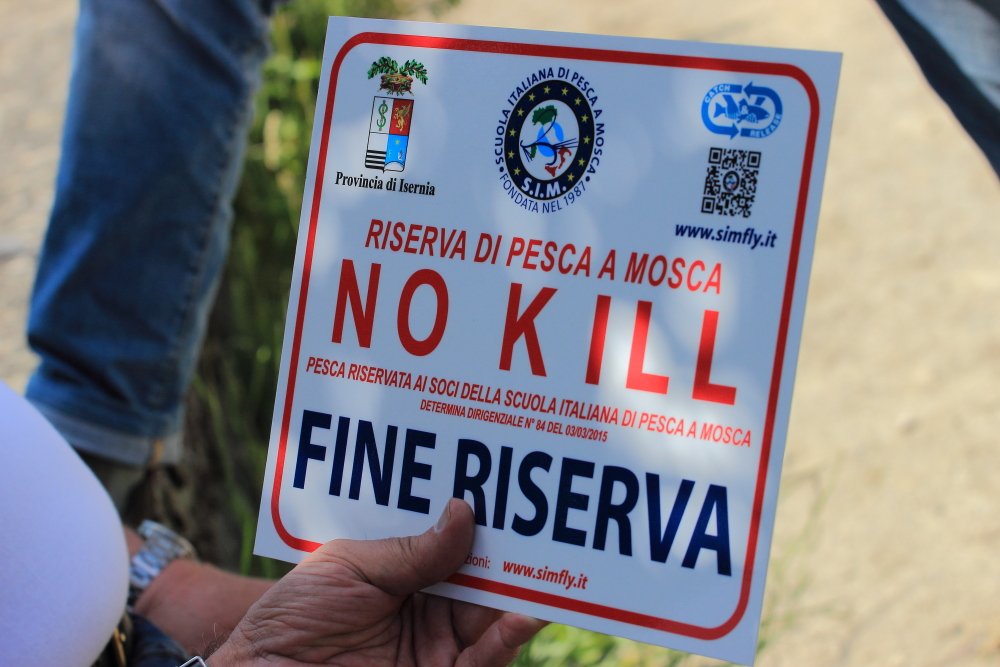 Provincia di Isernia
SCUOLA ITALIANA DI PESCA A MOSCA
S.I.M.
FONDATA NEL 1987
CATCH
RELEASE
www.simfly.it
RISERVA DI PESCA A MOSCA
NO KILL
PESCA RISERVATA AI SOCI DELLA SCUOLA ITALIANA DI PESCA A MOSCA
DETERMINA DIRIGENZIALE N° 84 DEL 03/03/2015
FINE RISERVA
zioni: www.simfly.it